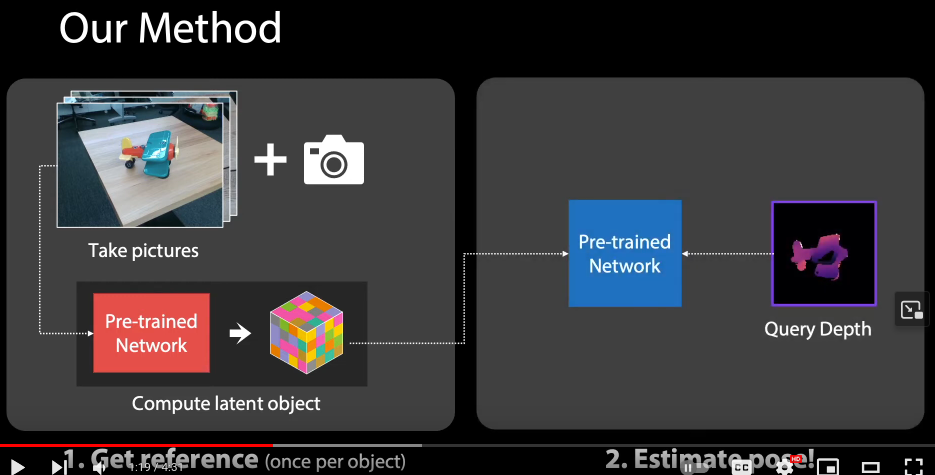 Our Method
Take pictures
Pre-trained
Network
Compute latent object
Pre-trained
Network
Query Depth
1. Get reference (once per object)
2. Estimate pose!
1:19 / 4:31
CC
HD